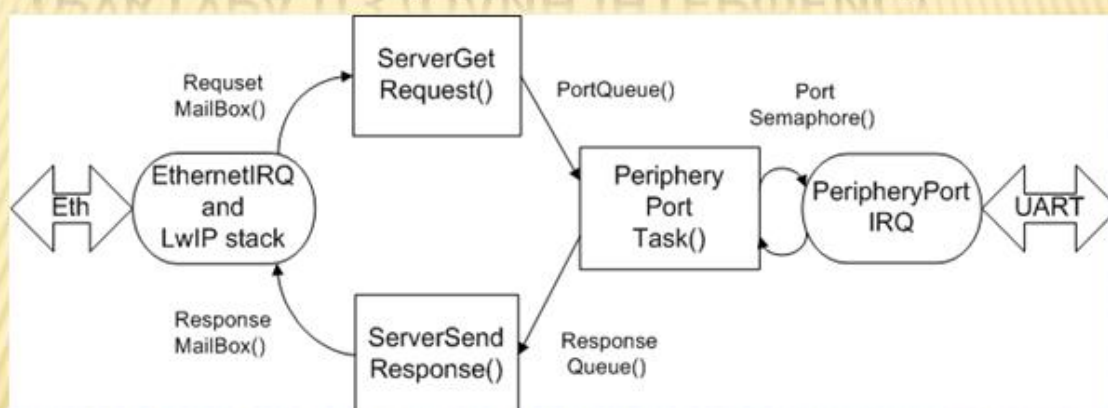 ServerGet
Request()
Requset
MailBox()
PortQueue()
Port
Semaphore()
Eth
EthernetIRQ
and
LwIP stack
Periphery
Port
Task()
PeripheryPort
IRQ
UART
Response
MailBox()
ServerSend
Response()
Response
Queue()